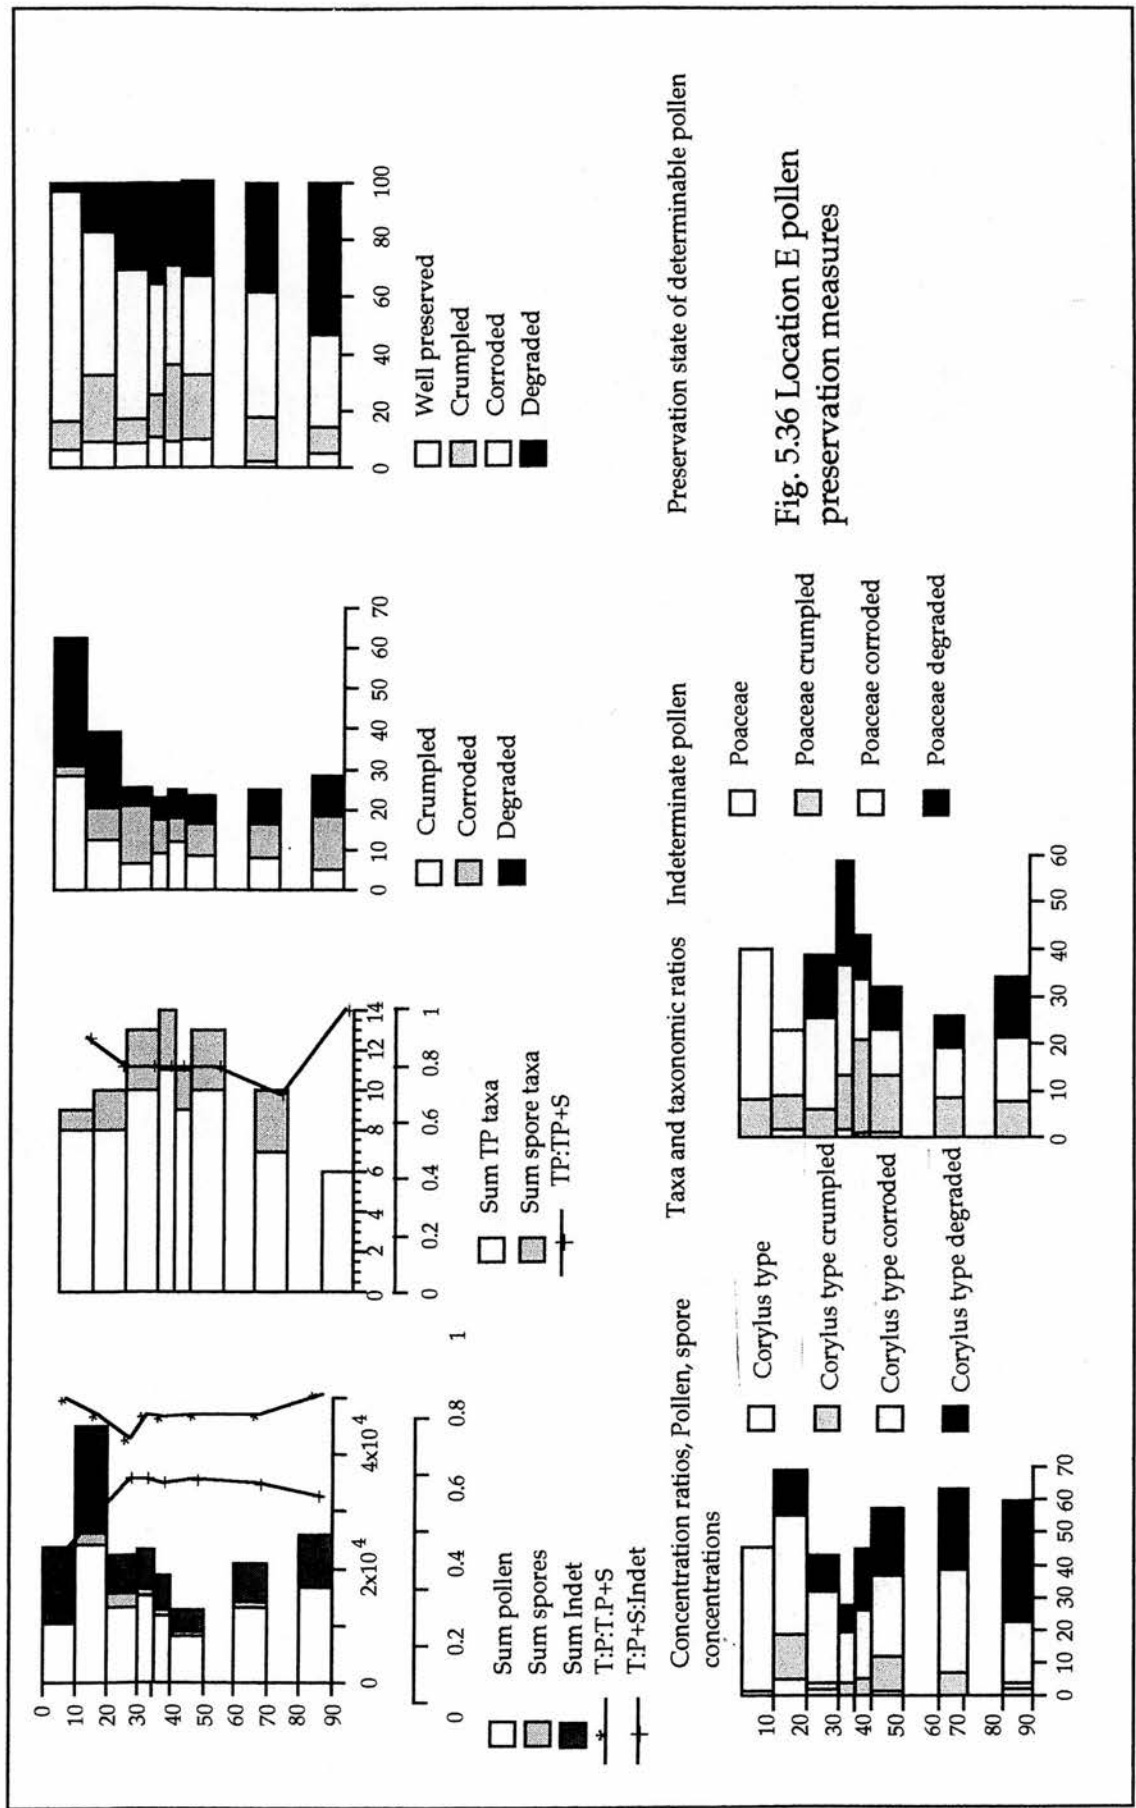 0 10 20 30 40 50 60 70 80 90
0 2x10⁴ 4x10⁴
0 0.2 0.4 0.6 0.8 1
Sum pollen
Sum spores
Sum Indet
T:P:T.P+S
T:P+S:Indet
Concentration ratios, Pollen, spore
concentrations
0 2 4 6 8 10 12 14
0 0.2 0.4 0.6 0.8 1
Sum TP taxa
Sum spore taxa
TP:TP+S
Taxa and taxonomic ratios
0 10 20 30 40 50 60 70
Crumpled
Corroded
Degraded
Indeterminate pollen
0 20 40 60 80 100
Well preserved
Crumpled
Corroded
Degraded
Preservation state of determinable pollen
10 20 30 40 50 60 70 80 90
0 10 20 30 40 50 60 70
Corylus type
Corylus type crumpled
Corylus type corroded
Corylus type degraded
0 10 20 30 40 50 60
Poaceae
Poaceae crumpled
Poaceae corroded
Poaceae degraded
Fig. 5.36 Location E pollen
preservation measures